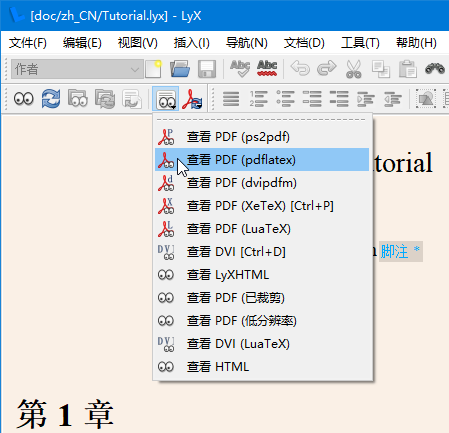 [doc/zh_CN/Tutorial.lyx] - LyX
文件(F) 编辑(E) 视图(V) 插入(I) 导航(N) 文档(D) 工具(T) 帮助(H)
作者
查看 PDF (ps2pdf)
查看 PDF (pdflatex)
torial
查看 PDF (dvipdfm)
查看 PDF (XeTeX) [Ctrl+P]
查看 PDF (LuaTeX)
查看 DVI [Ctrl+D]
脚注 *
查看 LyXHTML
查看 PDF (已裁剪)
查看 PDF (低分辨率)
查看 DVI (LuaTeX)
查看 HTML
第 1 章